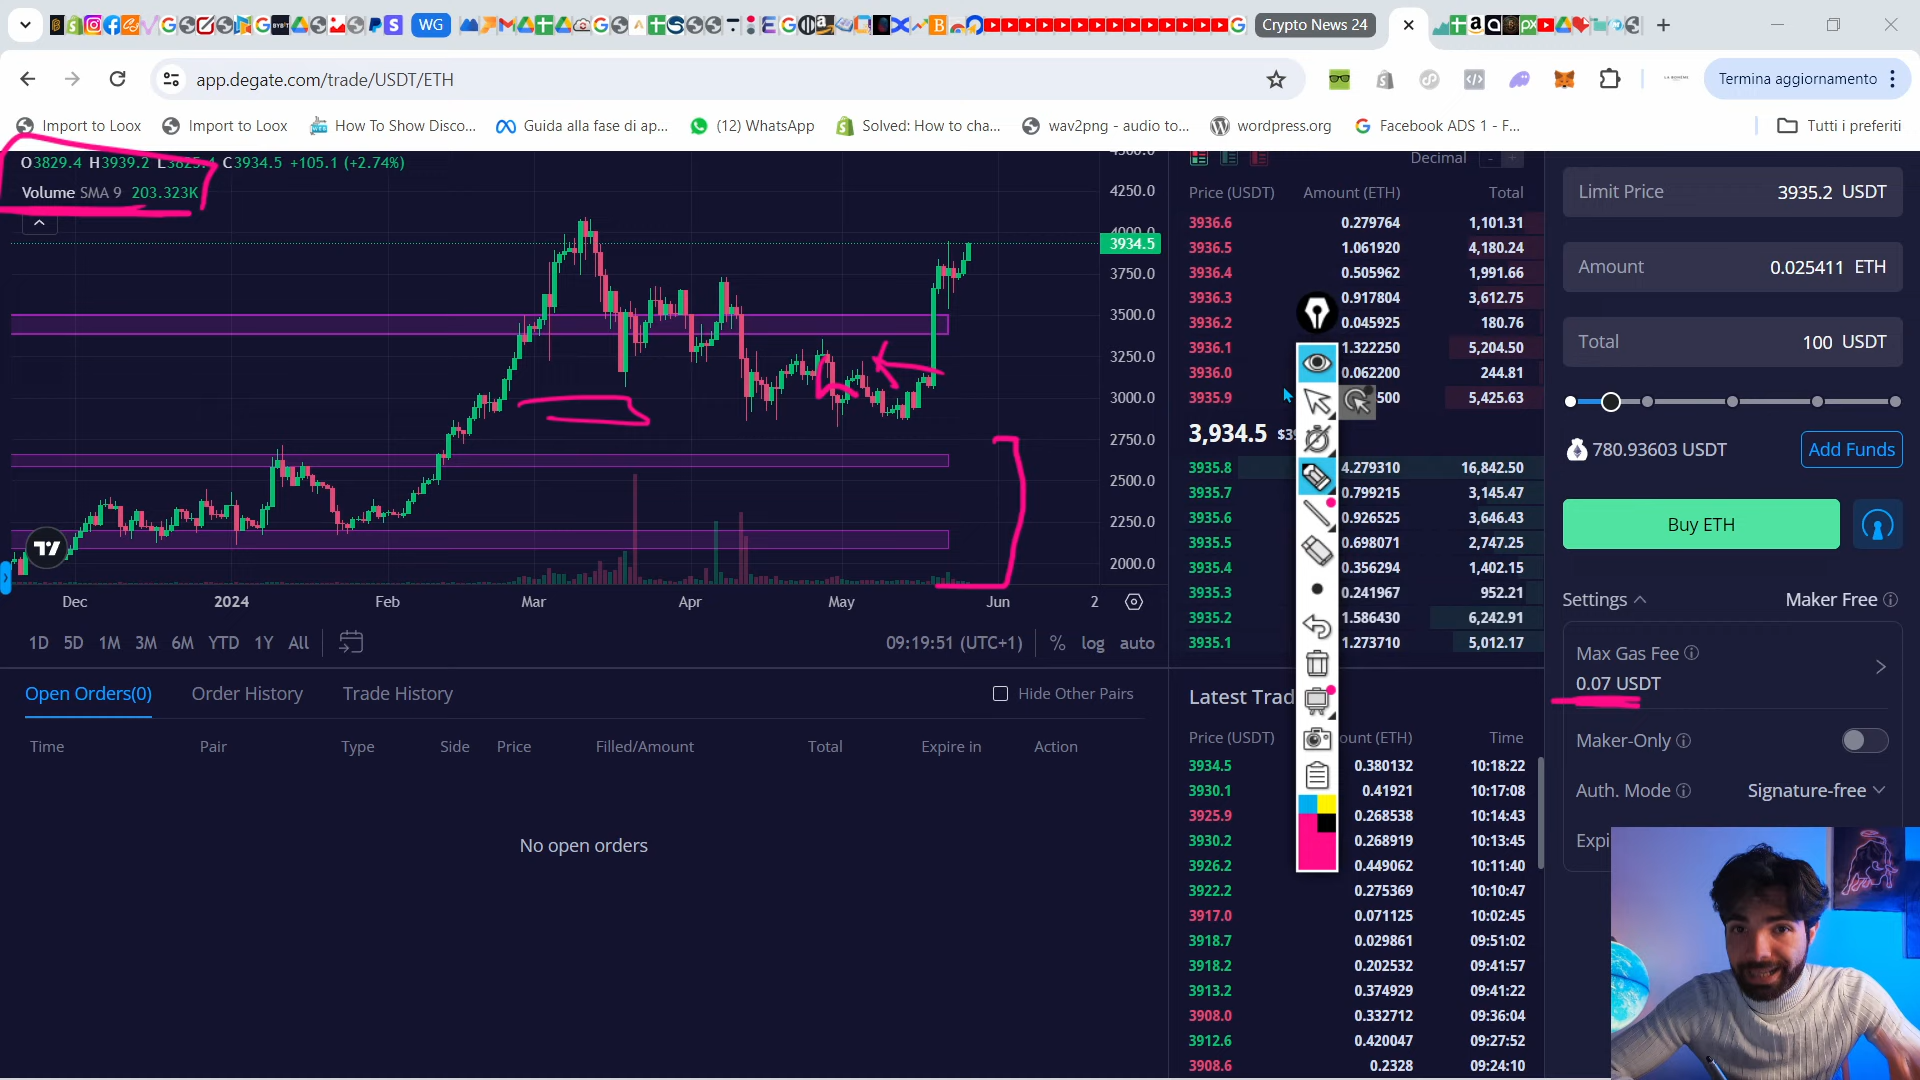 WG
Crypto News 24
app.degate.com/trade/USDT/ETH
Termina aggiornamento
Import to Loox
Import to Loox
How To Show Disco...
Guida alla fase di ap...
(12) WhatsApp
Solved: How to cha...
wav2png - audio to...
wordpress.org
Facebook ADS 1 - F...
Tutti i preferiti
O3829.4 H3939.2 L3825.4 C3934.5 +105.1 (+2.74%)
Volume SMA 9 203.323K
4250.0
4000.0
3934.5
3750.0
3500.0
3250.0
3000.0
2750.0
2500.0
2250.0
2000.0
Dec 2024 Feb Mar Apr May Jun 2
1D 5D 1M 3M 6M YTD 1Y All
09:19:51 (UTC+1) % log auto
Open Orders(0) Order History Trade History
Hide Other Pairs
Time Pair Type Side Price Filled/Amount Total Expire in Action
No open orders
Decimal - +
Price (USDT) Amount (ETH) Total
3936.6 0.279764 1,101.31
3936.5 1.061920 4,180.24
3936.4 0.505962 1,991.66
3936.3 0.917804 3,612.75
3936.2 0.045925 180.76
3936.1 1.322250 5,204.50
3936.0 0.062200 244.81
3935.9 500 5,425.63
3,934.5 $39
3935.8 4.279310 16,842.50
3935.7 0.799215 3,145.47
3935.6 0.926525 3,646.43
3935.5 0.698071 2,747.25
3935.4 0.356294 1,402.15
3935.3 0.241967 952.21
3935.2 1.586430 6,242.91
3935.1 1.273710 5,012.17
Latest Trad
Price (USDT) ount (ETH) Time
3934.5 0.380132 10:18:22
3930.1 0.41921 10:17:08
3925.9 0.268538 10:14:43
3930.2 0.268919 10:13:45
3926.2 0.449062 10:11:40
3922.2 0.275369 10:10:47
3917.0 0.071125 10:02:45
3918.7 0.029861 09:51:02
3918.2 0.202532 09:41:57
3913.2 0.374929 09:41:22
3908.0 0.332712 09:36:04
3912.6 0.420047 09:27:52
3908.6 0.2328 09:24:10
Limit Price 3935.2 USDT
Amount 0.025411 ETH
Total 100 USDT
780.93603 USDT
Add Funds
Buy ETH
Settings
Maker Free
Max Gas Fee
0.07 USDT
Maker-Only
Auth. Mode Signature-free
Expi